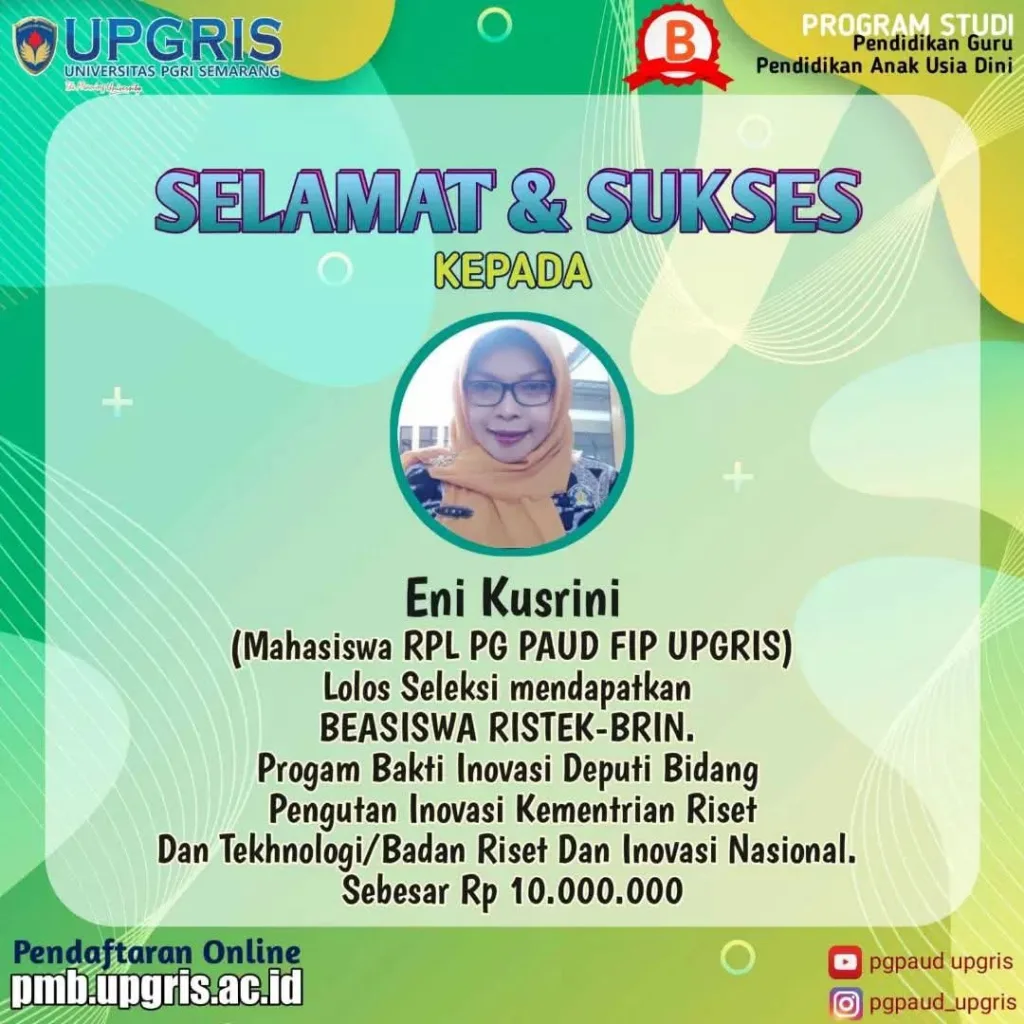 UPGRIS
UNIVERSITAS PGRI SEMARANG
B
PROGRAM STUDI
Pendidikan Guru
Pendidikan Anak Usia Dini
SELAMAT & SUKSES
KEPADA
Eni Kusrini
(Mahasiswa RPL PG PAUD FIP UPGRIS)
Lolos Seleksi mendapatkan
BEASISWA RISTEK-BRIN.
Progam Bakti Inovasi Deputi Bidang
Pengutan Inovasi Kementrian Riset
Dan Tekhnologi/Badan Riset Dan Inovasi Nasional.
Sebesar Rp 10.000.000
Pendaftaran Online
pmb.upgris.ac.id
pgpaud upgris
pgpaud_upgris